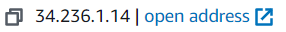 34.236.1.14 | open address